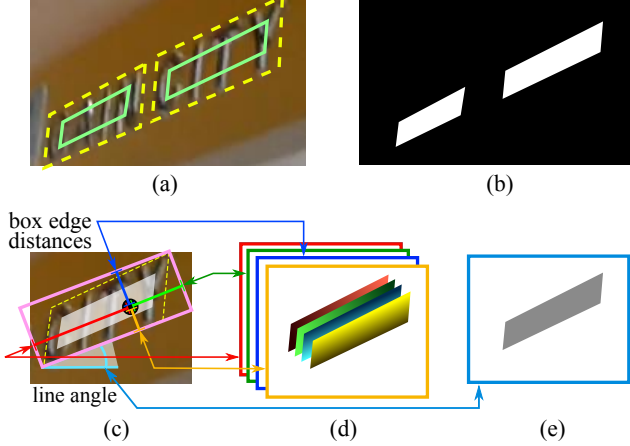 (a)
(b)
box edge
distances
line angle
(c)
(d)
(e)